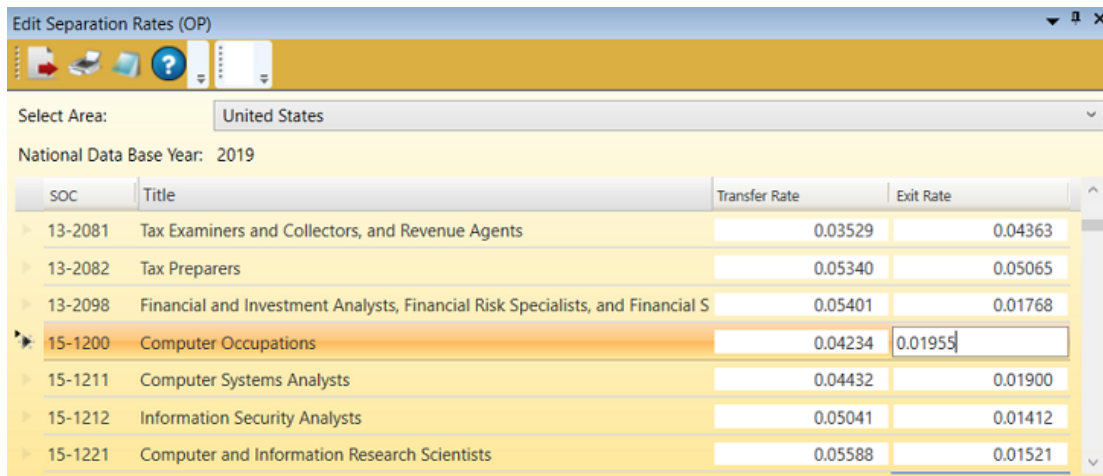 Edit Separation Rates (OP)
Select Area: United States
National Data Base Year: 2019
SOC Title Transfer Rate Exit Rate
13-2081 Tax Examiners and Collectors, and Revenue Agents 0.03529 0.04363
13-2082 Tax Preparers 0.05340 0.05065
13-2098 Financial and Investment Analysts, Financial Risk Specialists, and Financial S 0.05401 0.01768
15-1200 Computer Occupations 0.04234 0.01955
15-1211 Computer Systems Analysts 0.04432 0.01900
15-1212 Information Security Analysts 0.05041 0.01412
15-1221 Computer and Information Research Scientists 0.05588 0.01521